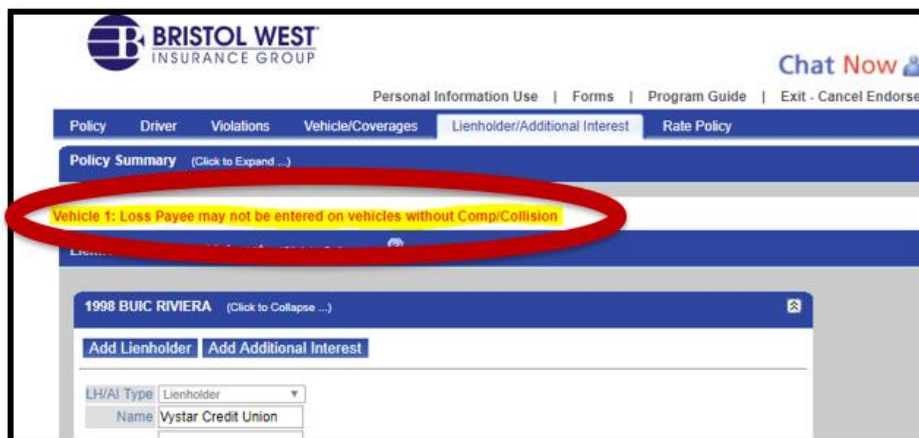 BRISTOL WEST
INSURANCE GROUP
Chat Now
Personal Information Use | Forms | Program Guide | Exit - Cancel Endorse
Policy Driver Violations Vehicle/Coverages Lienholder/Additional Interest Rate Policy
Policy Summary (Click to Expand ...)
Vehicle 1: Loss Payee may not be entered on vehicles without Comp/Collision
1998 BUIC RIVIERA (Click to Collapse ...)
Add Lienholder Add Additional Interest
LH/AI Type Lienholder
Name Vystar Credit Union